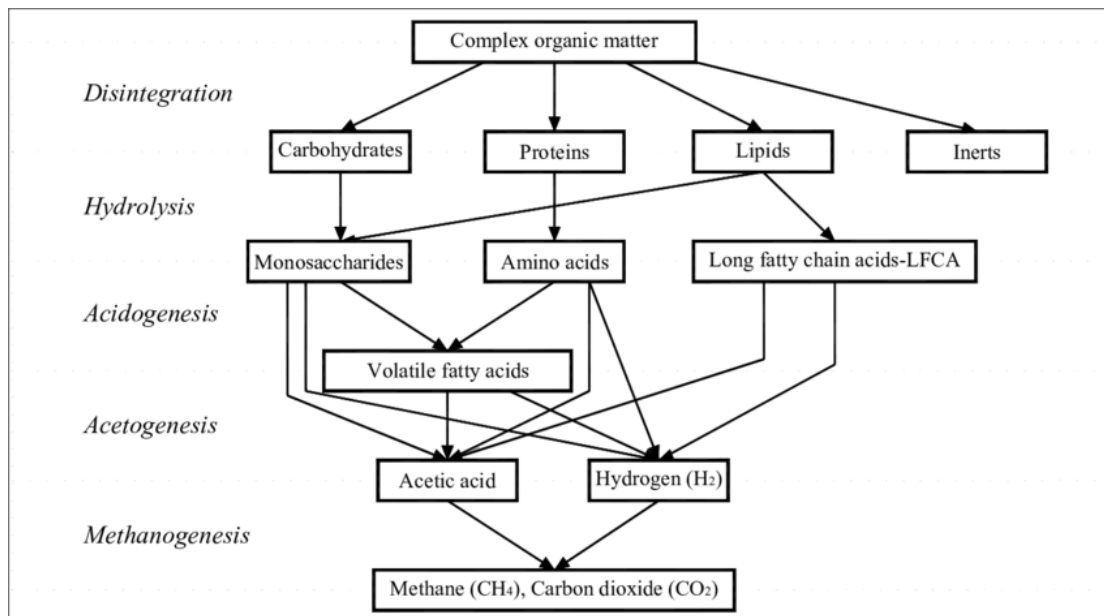 Complex organic matter
Disintegration
Carbohydrates
Proteins
Lipids
Inerts
Hydrolysis
Monosaccharides
Amino acids
Long fatty chain acids-LFCA
Acidogenesis
Volatile fatty acids
Acetogenesis
Acetic acid
Hydrogen (H₂)
Methanogenesis
Methane (CH₄), Carbon dioxide (CO₂)